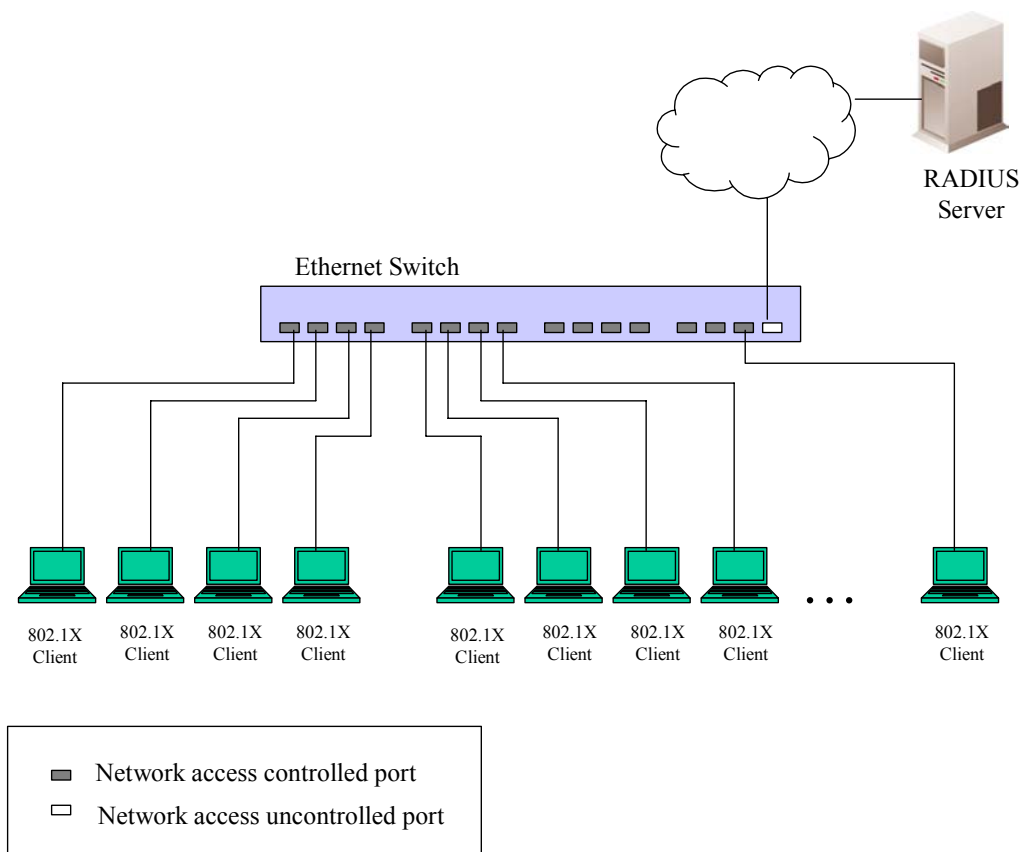 RADIUS
Server
Ethernet Switch
802.1X
Client
802.1X
Client
802.1X
Client
802.1X
Client
802.1X
Client
802.1X
Client
802.1X
Client
802.1X
Client
. . .
802.1X
Client
Network access controlled port
Network access uncontrolled port